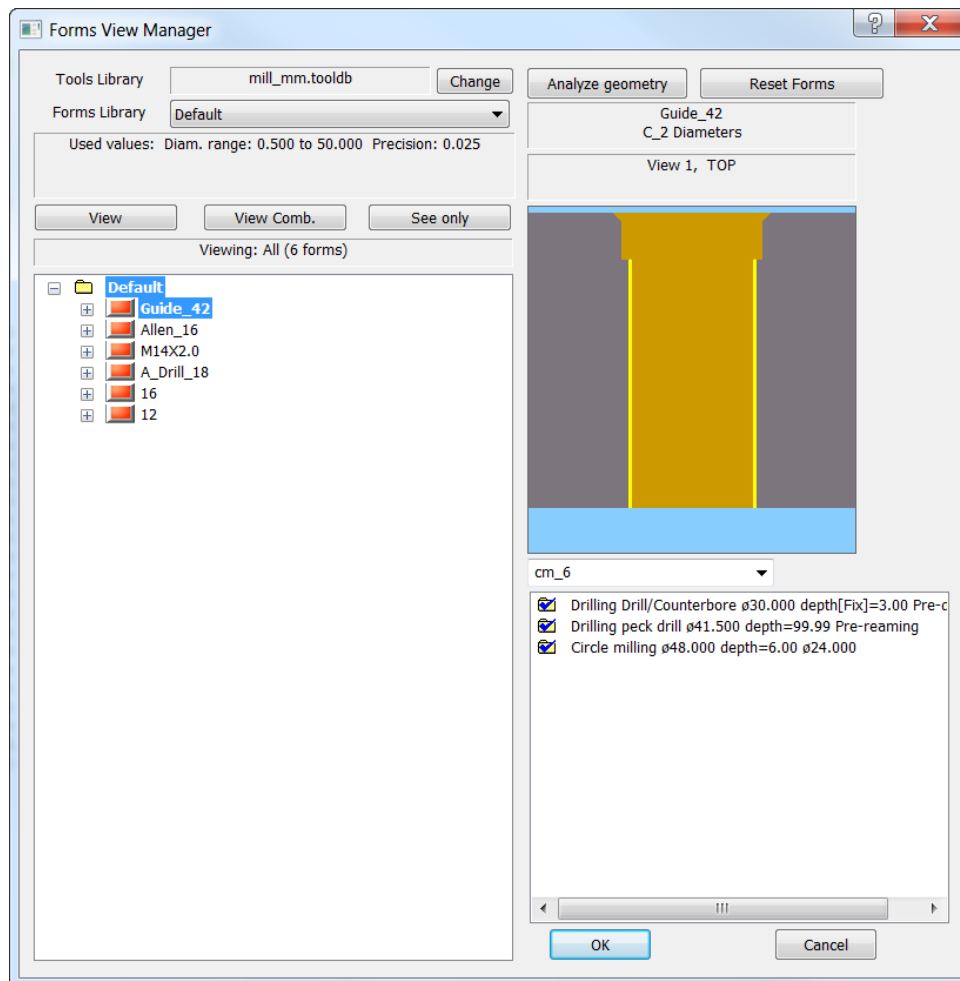 Forms View Manager
Tools Library mill_mm.tooldb Change
Forms Library Default
Used values: Diam. range: 0.500 to 50.000 Precision: 0.025
View View Comb. See only
Viewing: All (6 forms)
Default
Guide_42
Allen_16
M14X2.0
A_Drill_18
16
12
Analyze geometry Reset Forms
Guide_42
C_2 Diameters
View 1, TOP
cm_6
Drilling Drill/Counterbore ø30.000 depth[Fix]=3.00 Pre-c
Drilling peck drill ø41.500 depth=99.99 Pre-reaming
Circle milling ø48.000 depth=6.00 ø24.000
OK Cancel